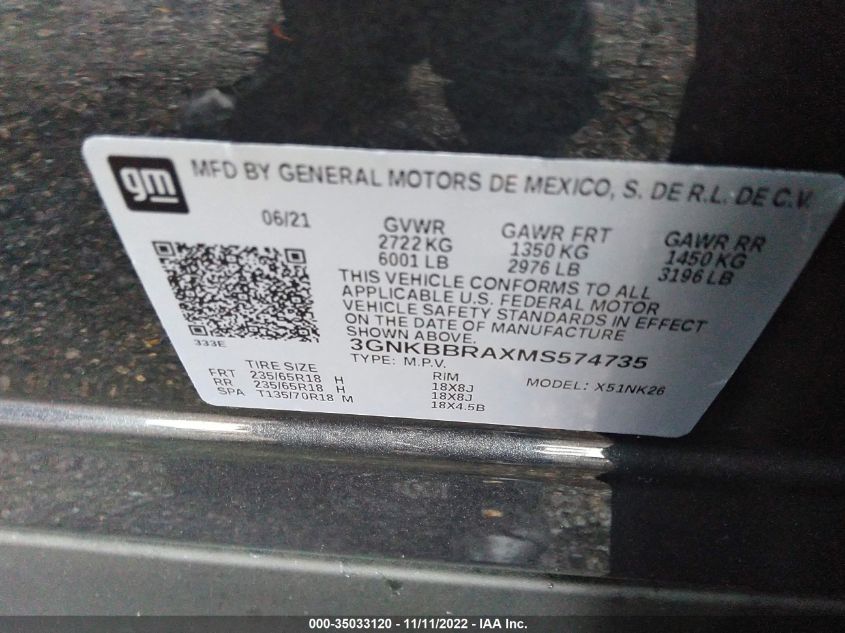 gm
MFD BY GENERAL MOTORS DE MEXICO, S. DE R.L. DE C.V.
06/21 GVWR GAWR FRT GAWR RR
2722 KG 1350 KG 1450 KG
6001 LB 2976 LB 3196 LB
THIS VEHICLE CONFORMS TO ALL
APPLICABLE U.S. FEDERAL MOTOR
VEHICLE SAFETY STANDARDS IN EFFECT
ON THE DATE OF MANUFACTURE
SHOWN ABOVE.
333E
3GNKBBRAXMS574735
TYPE: M.P.V. MODEL: X51NK26
TIRE SIZE RIM
FRT 235/65R18 H 18X8J
RR 235/65R18 H 18X8J
SPA T135/70R18 M 18X4.5B
000-35033120 - 11/11/2022 - IAA Inc.